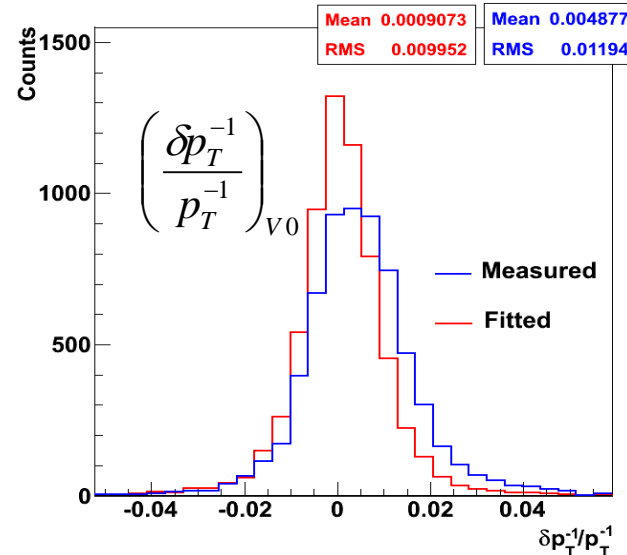 Mean 0.0009073
RMS 0.009952
Mean 0.004877
RMS 0.01194
Counts
1500
1000
500
0
(δp_T^{-1} / p_T^{-1})_{V0}
Measured
Fitted
-0.04 -0.02 0 0.02 0.04
δp_T^{-1}/p_T^{-1}